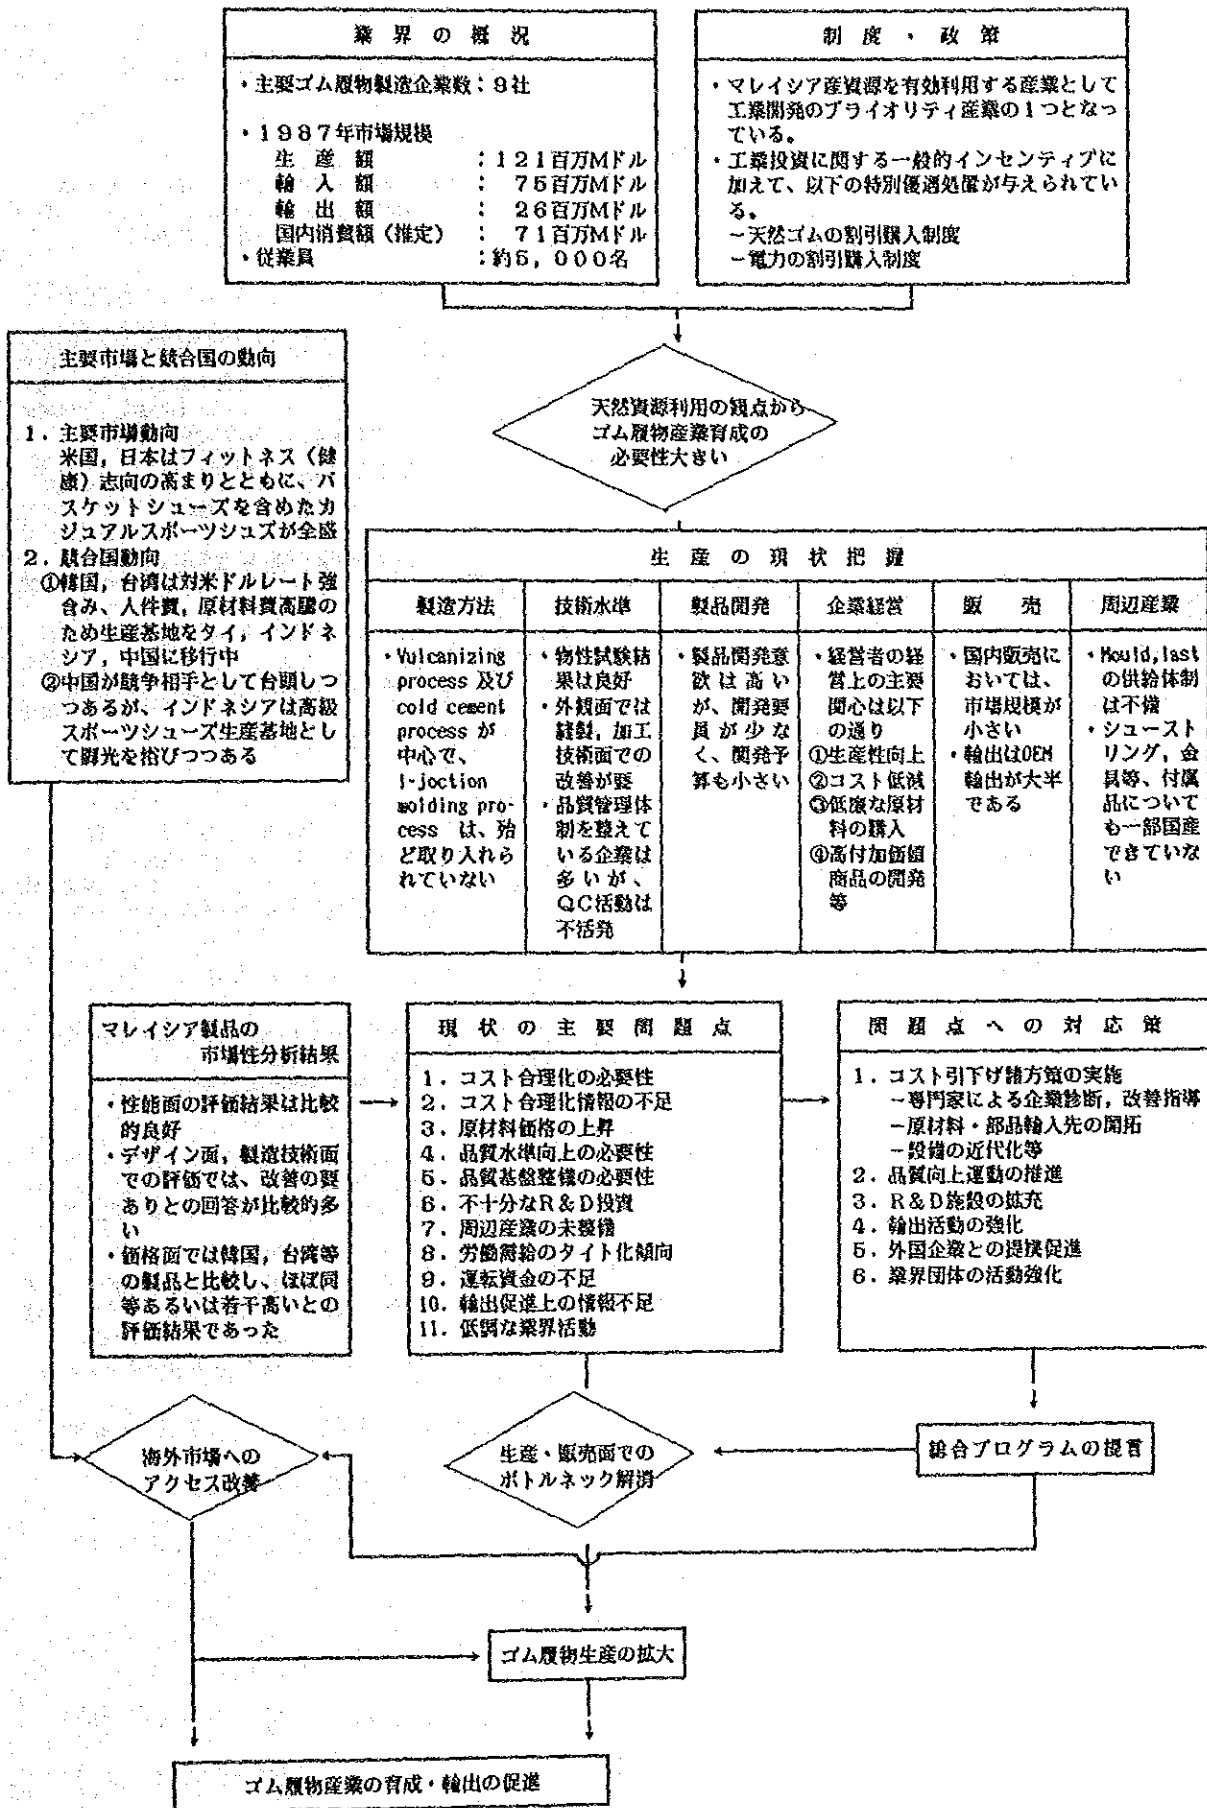 業界の概況
・主要ゴム履物製造企業数：9社
・1987年市場規模
生産額 ：121百万Mドル
輸入額 ： 75百万Mドル
輸出額 ： 26百万Mドル
国内消費額（推定） ： 71百万Mドル
・従業員 ：約5，000名
制度・政策
・マレイシア産資源を有効利用する産業として
工業開発のプライオリティ産業の1つとなっ
ている。
・工業投資に関する一般的インセンティブに
加えて、以下の特別優遇処置が与えられてい
る。
－天然ゴムの割引購入制度
－電力の割引購入制度
主要市場と競合国の動向
1．主要市場動向
米国，日本はフィットネス（健
康）志向の高まりとともに、バ
スケットシューズを含めたカ
ジュアルスポーツシュズが全盛
2．競合国動向
①韓国，台湾は対米ドルレート強
含み、人件費，原材料費高騰の
ため生産基地をタイ，インドネ
シア，中国に移行中
②中国が競争相手として台頭しつ
つあるが、インドネシアは高級
スポーツシューズ生産基地とし
て脚光を浴びつつある
天然資源利用の観点から
ゴム履物産業育成の
必要性大きい
生産の現状把握
製造方法
・Vulcanizing
process 及び
cold cement
process が
中心で、
i-joction
molding pro-
cess は、殆
ど取り入れら
れていない
技術水準
・物性試験結
果は良好
・外観面では
縫製，加工
技術面での
改善が要
・品質管理体
制を整えて
いる企業は
多いが、
QC活動は
不活発
製品開発
・製品開発意
欲は高い
が、開発要
員が少な
く、開発予
算も小さい
企業経営
・経営者の経
営上の主要
関心は以下
の通り
①生産性向上
②コスト低減
③低廉な原材
料の購入
④高付加価値
商品の開発
等
販売
・国内販売に
おいては、
市場規模が
小さい
・輸出はOEM
輸出が大半
である
周辺産業
・Mould,last
の供給体制
は不備
・シュースト
リング，金
具等、付属
品について
も一部国産
できていな
い
マレイシア製品の
市場性分析結果
・性能面の評価結果は比較
的良好
・デザイン面，製造技術面
での評価では、改善の要
ありとの回答が比較的多
い
・価格面では韓国，台湾等
の製品と比較し、ほぼ同
等あるいは若干高いとの
評価結果であった
現状の主要問題点
1．コスト合理化の必要性
2．コスト合理化情報の不足
3．原材料価格の上昇
4．品質水準向上の必要性
5．品質基盤整備の必要性
6．不十分なR＆D投資
7．周辺産業の未整備
8．労働需給のタイト化傾向
9．運転資金の不足
10．輸出促進上の情報不足
11．低調な業界活動
問題点への対応策
1．コスト引下げ諸方策の実施
－専門家による企業診断，改善指導
－原材料・部品輸入先の開拓
－設備の近代化等
2．品質向上運動の推進
3．R＆D施設の拡充
4．輸出活動の強化
5．外国企業との提携促進
6．業界団体の活動強化
海外市場への
アクセス改善
生産・販売面での
ボトルネック解消
総合プログラムの提言
ゴム履物生産の拡大
ゴム履物産業の育成・輸出の促進